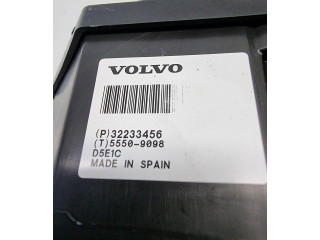 VOLVO
(P)32233456
(T)5550-9098
D5E1C
MADE IN SPAIN